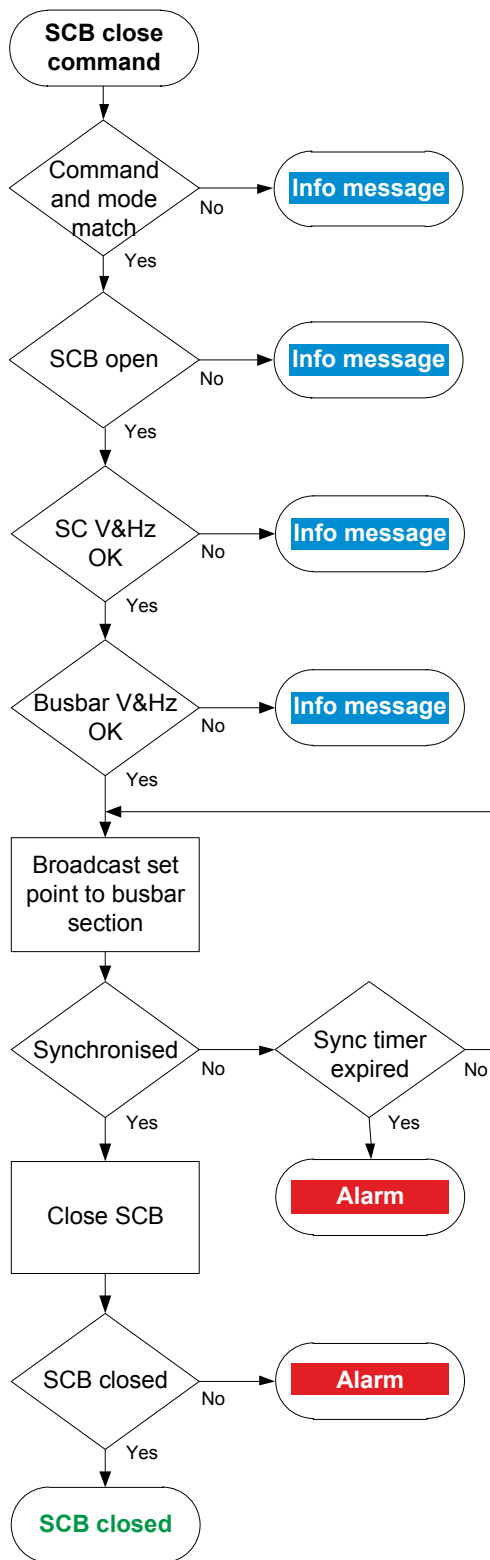 SCB close
command
Command
and mode
match
No
Info message
Yes
SCB open
No
Info message
Yes
SC V&Hz
OK
No
Info message
Yes
Busbar V&Hz
OK
No
Info message
Yes
Broadcast set
point to busbar
section
Synchronised
No
Sync timer
expired
No
Yes
Yes
Close SCB
Alarm
SCB closed
No
Alarm
Yes
SCB closed